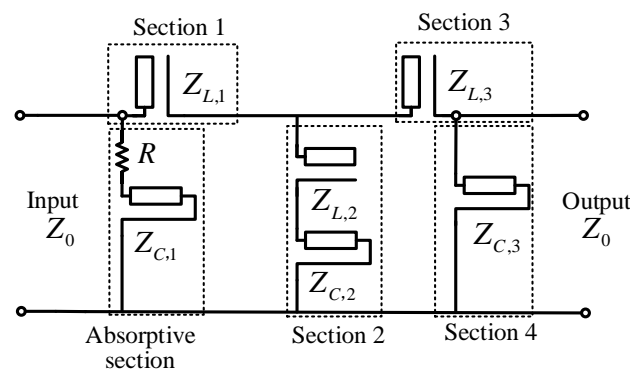 Section 1
Section 3
Z_{L,1}
Z_{L,3}
R
Input
Z_0
Z_{C,1}
Z_{L,2}
Z_{C,2}
Z_{C,3}
Output
Z_0
Absorptive
section
Section 2
Section 4